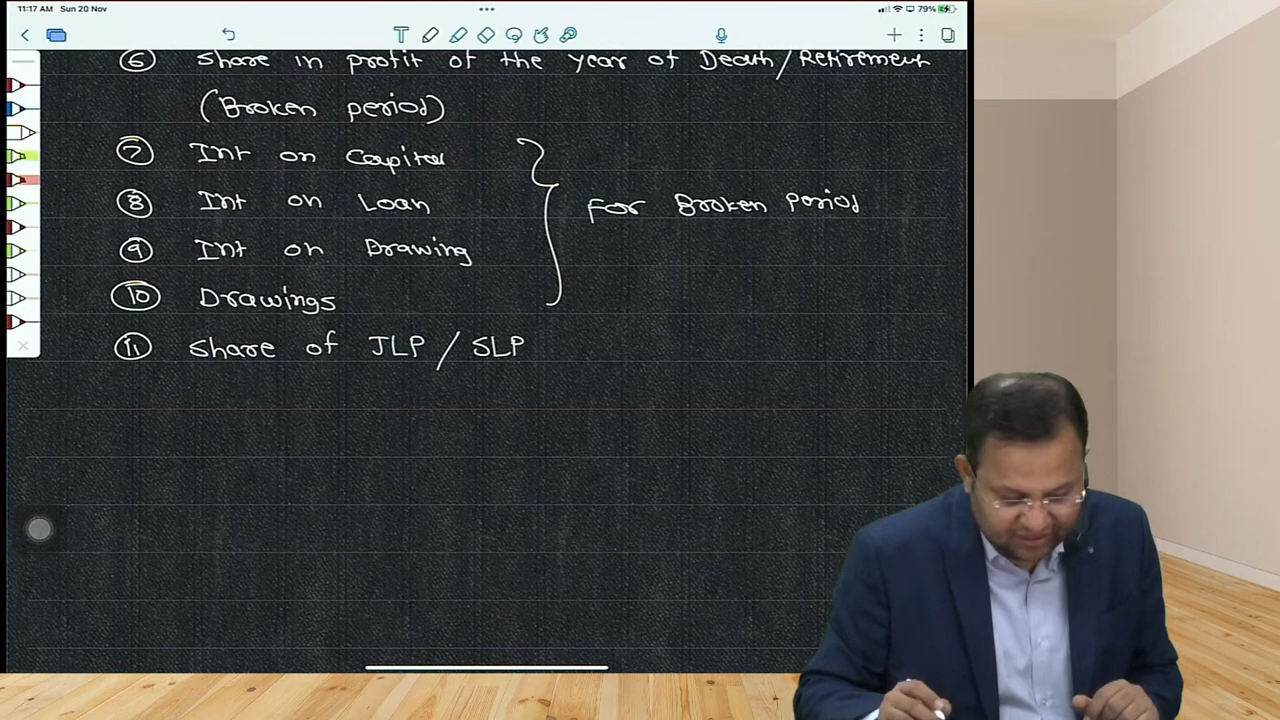 11:17 AM Sun 20 Nov
79%
⑥ Share in profit of the year of Death/Retirement
(Broken period)
⑦ Int on Capital
⑧ Int on Loan
For Broken Period
⑨ Int on Drawing
⑩ Drawings
⑪ Share of JLP / SLP